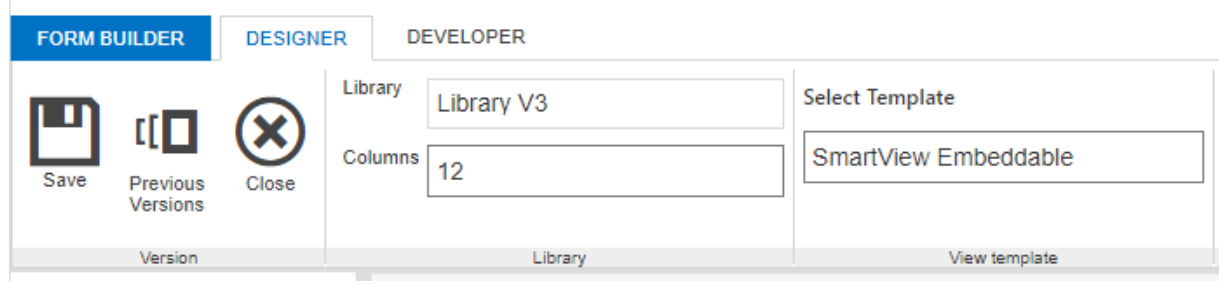 FORM BUILDER DESIGNER DEVELOPER
Library Library V3
Select Template
Columns 12
SmartView Embeddable
Save Previous Versions Close
Version Library View template